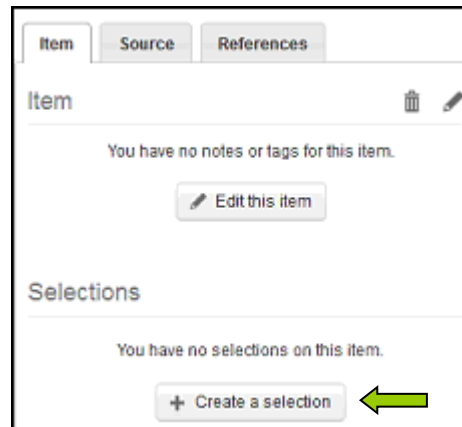 Item Source References
Item
You have no notes or tags for this item.
Edit this item
Selections
You have no selections on this item.
Create a selection